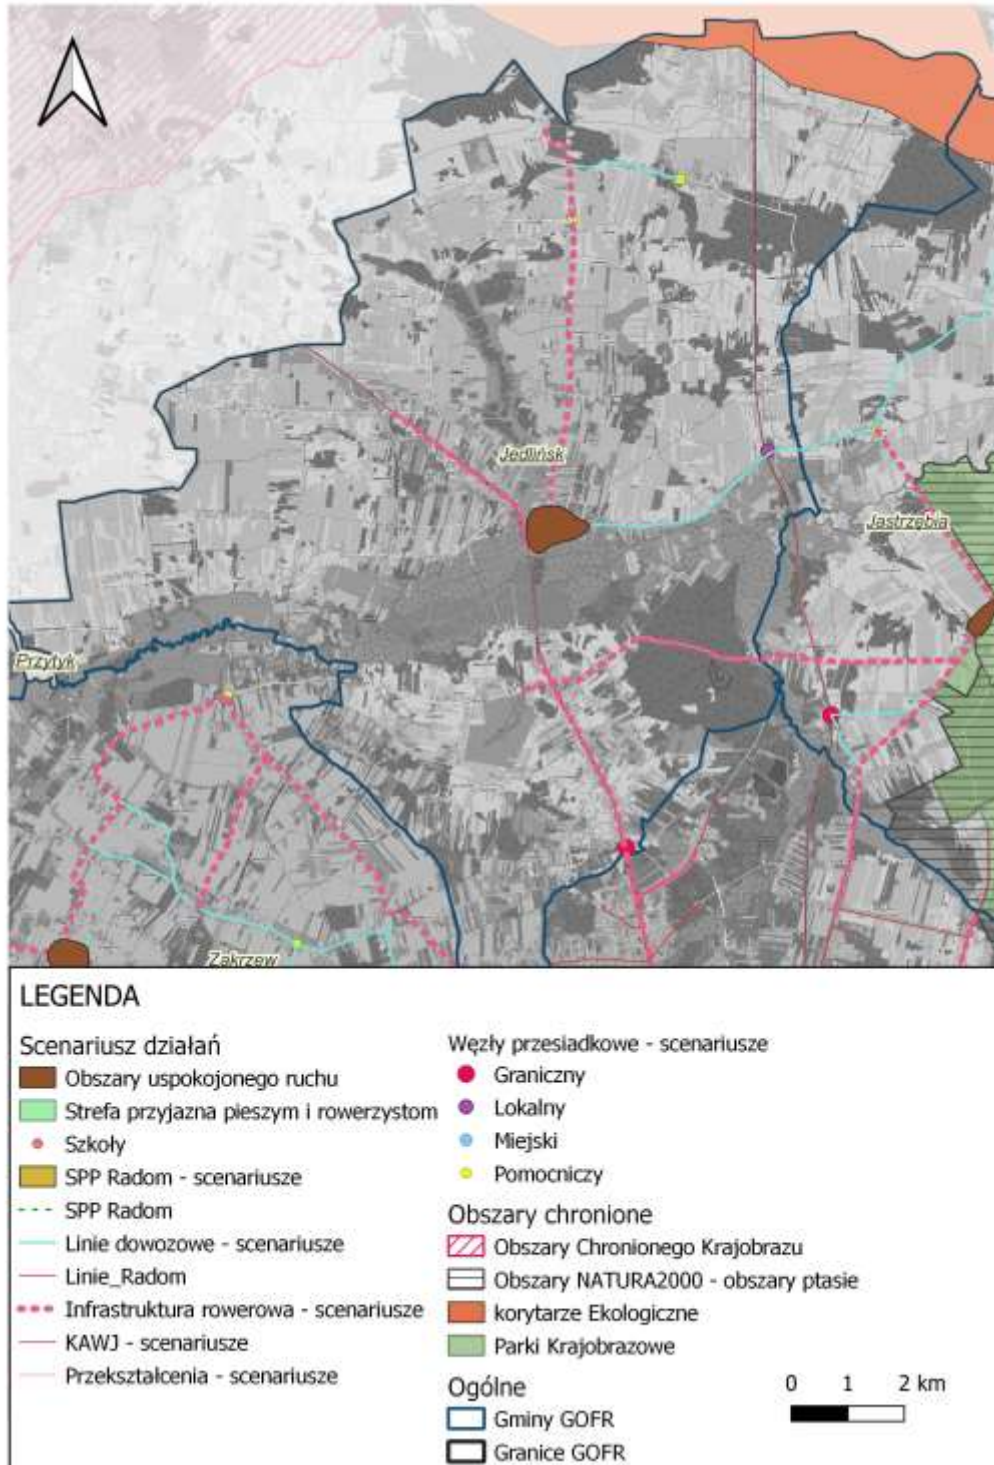 Jedlińsk
Jastrzębia
Przytyk
Zakrzew
LEGENDA
Scenariusz działań
Obszary uspokojonego ruchu
Strefa przyjazna pieszym i rowerzystom
Szkoły
SPP Radom - scenariusze
SPP Radom
Linie dowozowe - scenariusze
Linie_Radom
Infrastruktura rowerowa - scenariusze
KAWJ - scenariusze
Przekształcenia - scenariusze
Węzły przesiadkowe - scenariusze
Graniczny
Lokalny
Miejski
Pomocniczy
Obszary chronione
Obszary Chronionego Krajobrazu
Obszary NATURA2000 - obszary ptasie
korytarze Ekologiczne
Parki Krajobrazowe
Ogólne
Gminy GOFR
Granice GOFR
0 1 2 km